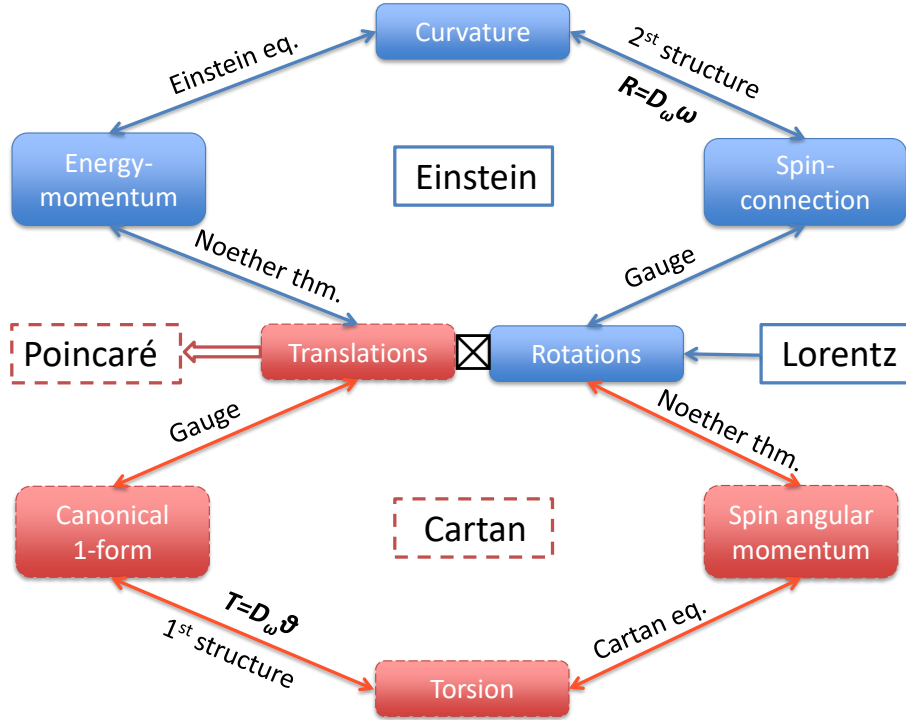 Curvature
Einstein eq.
2st structure
R=Dωω
Energy-
momentum
Einstein
Spin-
connection
Noether thm.
Gauge
Poincaré
Translations
Rotations
Lorentz
Gauge
Noether thm.
Canonical
1-form
Cartan
Spin angular
momentum
T=Dωϑ
1st structure
Cartan eq.
Torsion